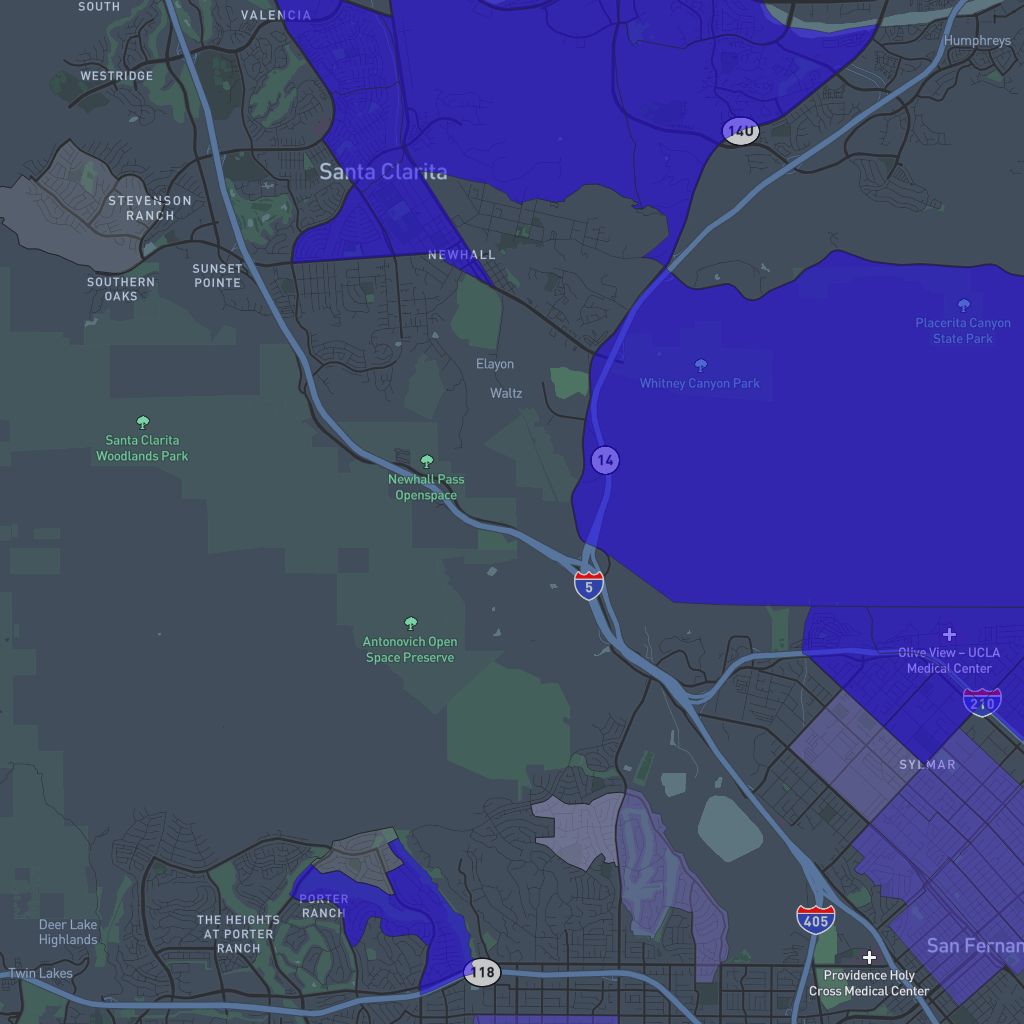 SOUTH
VALENCIA
Humphreys
WESTRIDGE
14U
Santa Clarita
STEVENSON
RANCH
NEWHALL
SUNSET
POINTE
SOUTHERN
OAKS
Placerita Canyon
State Park
Elayon
Whitney Canyon Park
Waltz
Santa Clarita
Woodlands Park
14
Newhall Pass
Openspace
5
Antonovich Open
Space Preserve
Olive View – UCLA
Medical Center
210
SYLMAR
PORTER
RANCH
THE HEIGHTS
AT PORTER
RANCH
Deer Lake
Highlands
405
San Fernan
Twin Lakes
118
Providence Holy
Cross Medical Center